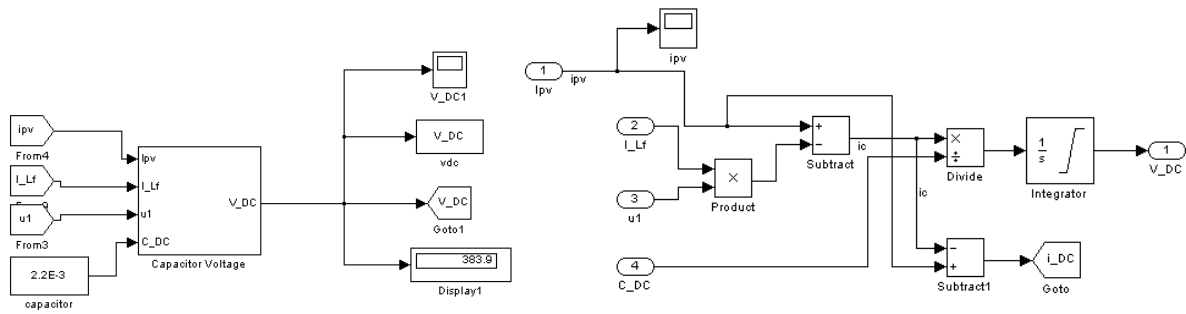 ipv
From4
I_Lf
u1
From3
2.2E-3
capacitor
Ipv
I_Lf
u1
C_DC
V_DC
Capacitor Voltage
V_DC1
V_DC
vdc
V_DC
Goto1
383.9
Display1
ipv
1
Ipv
ipv
2
I_Lf
3
u1
4
C_DC
×
Product
+
−
Subtract
ic
ic
×
÷
Divide
1
s
Integrator
1
V_DC
−
+
Subtract1
i_DC
Goto